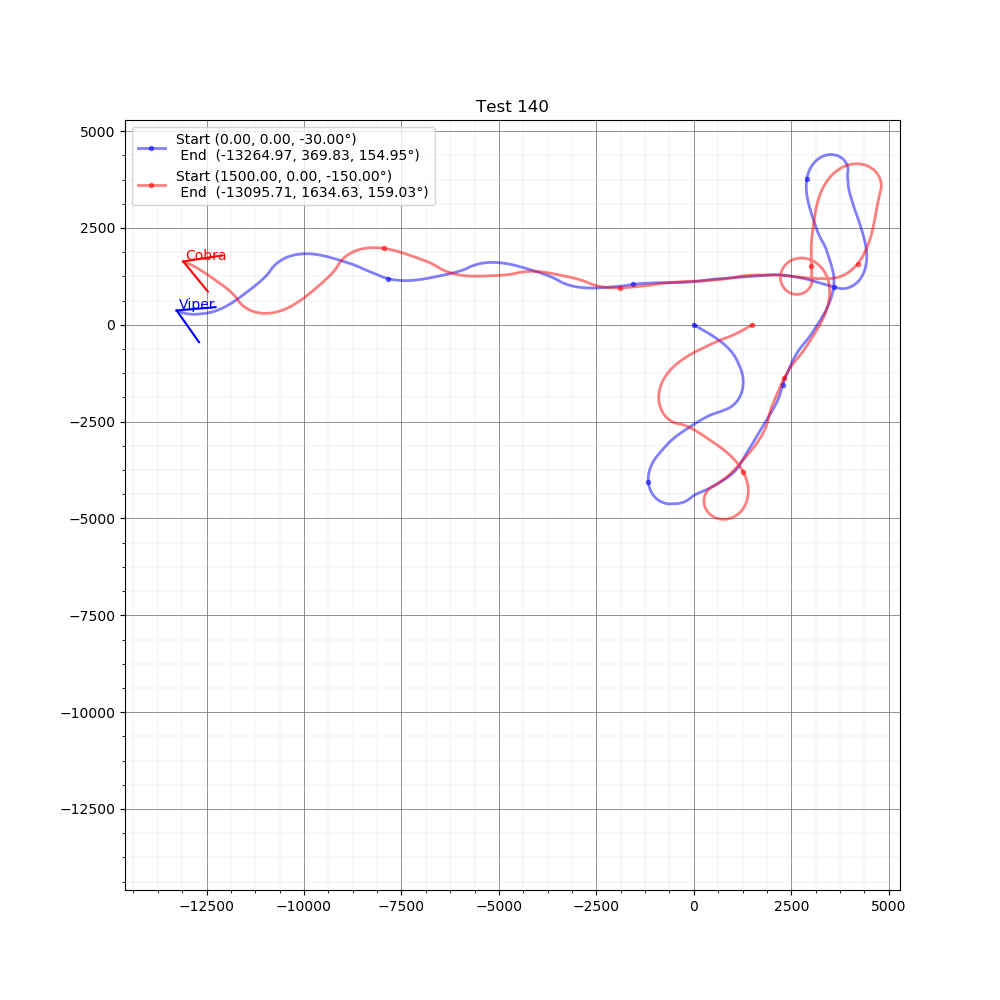 Test 140
Start (0.00, 0.00, -30.00°)
End  (-13264.97, 369.83, 154.95°)
Start (1500.00, 0.00, -150.00°)
End  (-13095.71, 1634.63, 159.03°)
5000
2500
0
−2500
−5000
−7500
−10000
−12500
Cobra
Viper
−12500 −10000 −7500 −5000 −2500 0 2500 5000